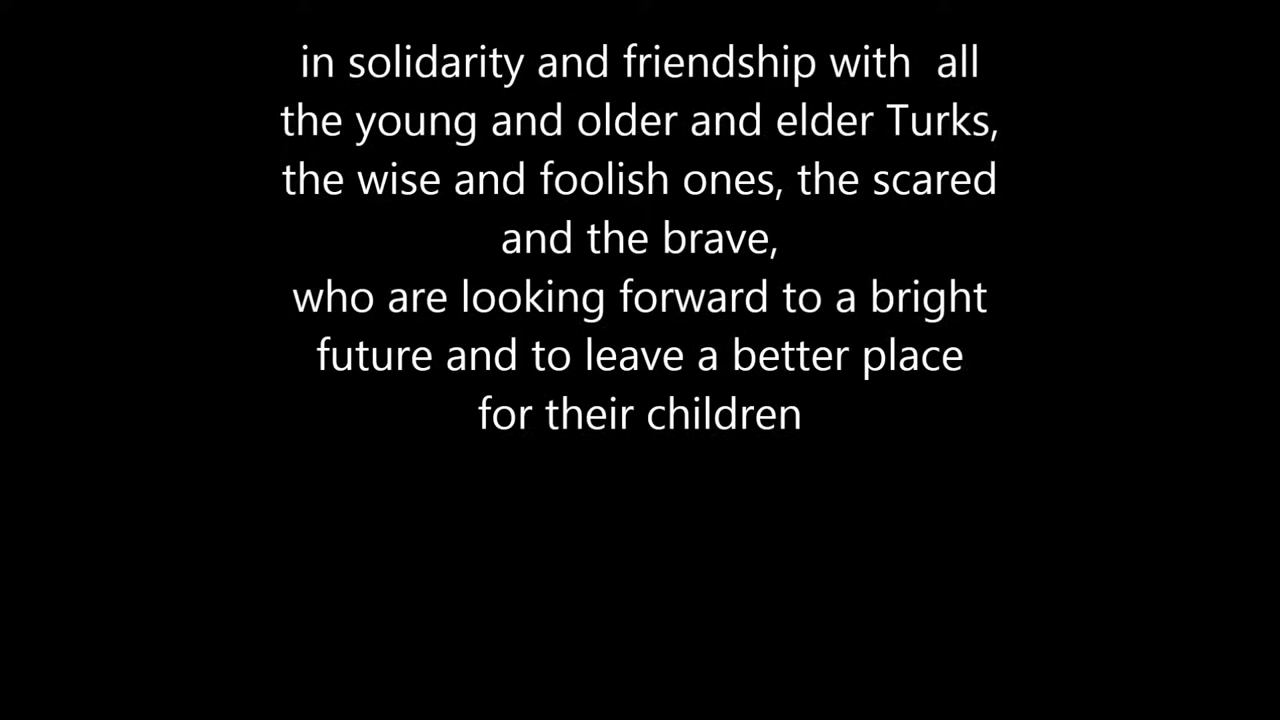 in solidarity and friendship with  all
the young and older and elder Turks,
the wise and foolish ones, the scared
and the brave,
who are looking forward to a bright
future and to leave a better place
for their children